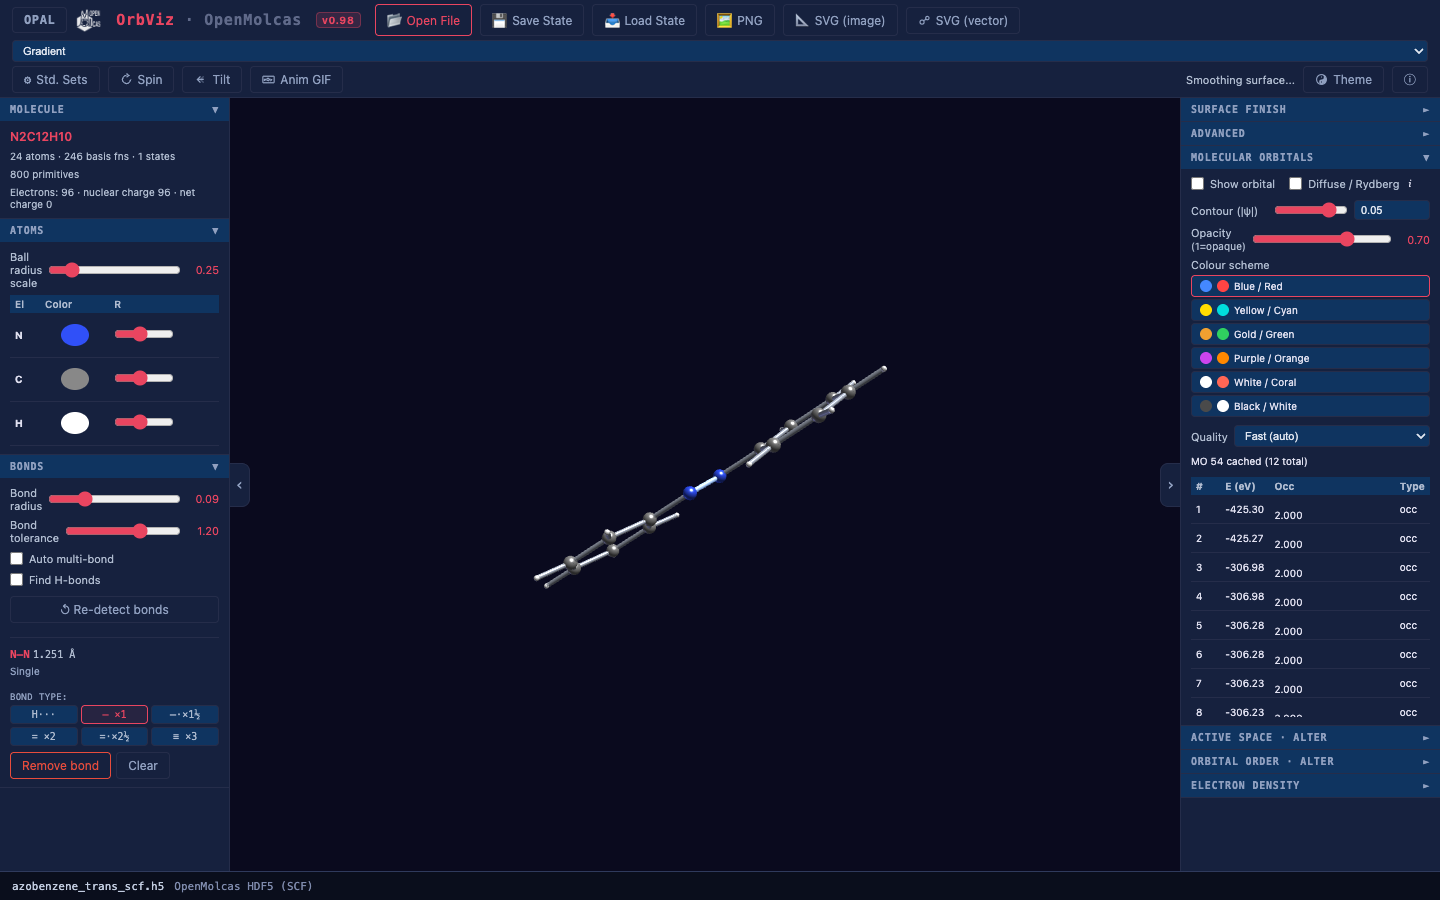 OPAL
OrbViz · OpenMolcas v0.98
Open File
Save State
Load State
PNG
SVG (image)
SVG (vector)
Gradient
Std. Sets
Spin
Tilt
Anim GIF
Smoothing surface...
Theme
MOLECULE
N2C12H10
24 atoms · 246 basis fns · 1 states
800 primitives
Electrons: 96 · nuclear charge 96 · net
charge 0
ATOMS
Ball
radius
scale
0.25
El Color R
N
C
H
BONDS
Bond
radius
0.09
Bond
tolerance
1.20
Auto multi-bond
Find H-bonds
↺ Re-detect bonds
N–N 1.251 Å
Single
BOND TYPE:
H··· — ×1 —·×1½
= ×2 =·×2½ ≡ ×3
Remove bond
Clear
SURFACE FINISH
ADVANCED
MOLECULAR ORBITALS
Show orbital
Diffuse / Rydberg i
Contour (|ψ|)
0.05
Opacity
(1=opaque)
0.70
Colour scheme
Blue / Red
Yellow / Cyan
Gold / Green
Purple / Orange
White / Coral
Black / White
Quality Fast (auto)
MO 54 cached (12 total)
# E (eV) Occ Type
1 -425.30 2.000 occ
2 -425.27 2.000 occ
3 -306.98 2.000 occ
4 -306.98 2.000 occ
5 -306.28 2.000 occ
6 -306.28 2.000 occ
7 -306.23 2.000 occ
8 -306.23 2.000 occ
ACTIVE SPACE · ALTER
ORBITAL ORDER · ALTER
ELECTRON DENSITY
azobenzene_trans_scf.h5 OpenMolcas HDF5 (SCF)